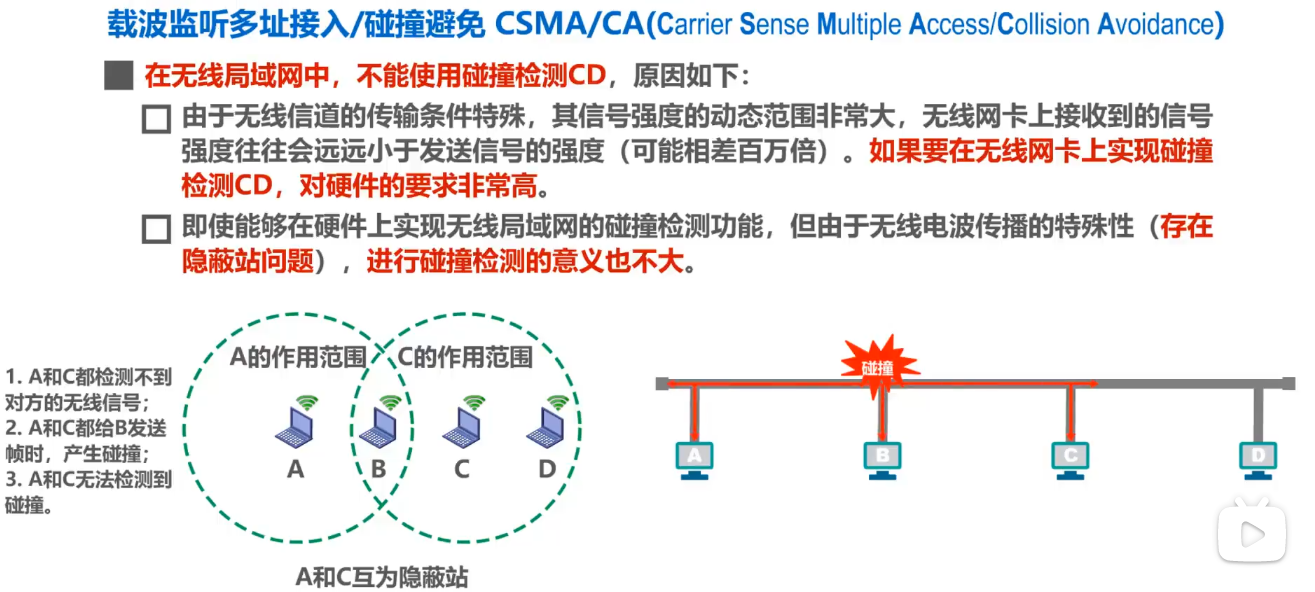 载波监听多址接入/碰撞避免 CSMA/CA(Carrier Sense Multiple Access/Collision Avoidance)
在无线局域网中，不能使用碰撞检测CD，原因如下：
由于无线信道的传输条件特殊，其信号强度的动态范围非常大，无线网卡上接收到的信号
强度往往会远远小于发送信号的强度（可能相差百万倍）。如果要在无线网卡上实现碰撞
检测CD，对硬件的要求非常高。
即使能够在硬件上实现无线局域网的碰撞检测功能，但由于无线电波传播的特殊性（存在
隐蔽站问题），进行碰撞检测的意义也不大。
A的作用范围
C的作用范围
1. A和C都检测不到
对方的无线信号；
2. A和C都给B发送
帧时，产生碰撞；
3. A和C无法检测到
碰撞。
A
B
C
D
A和C互为隐蔽站
碰撞
A
B
C
D